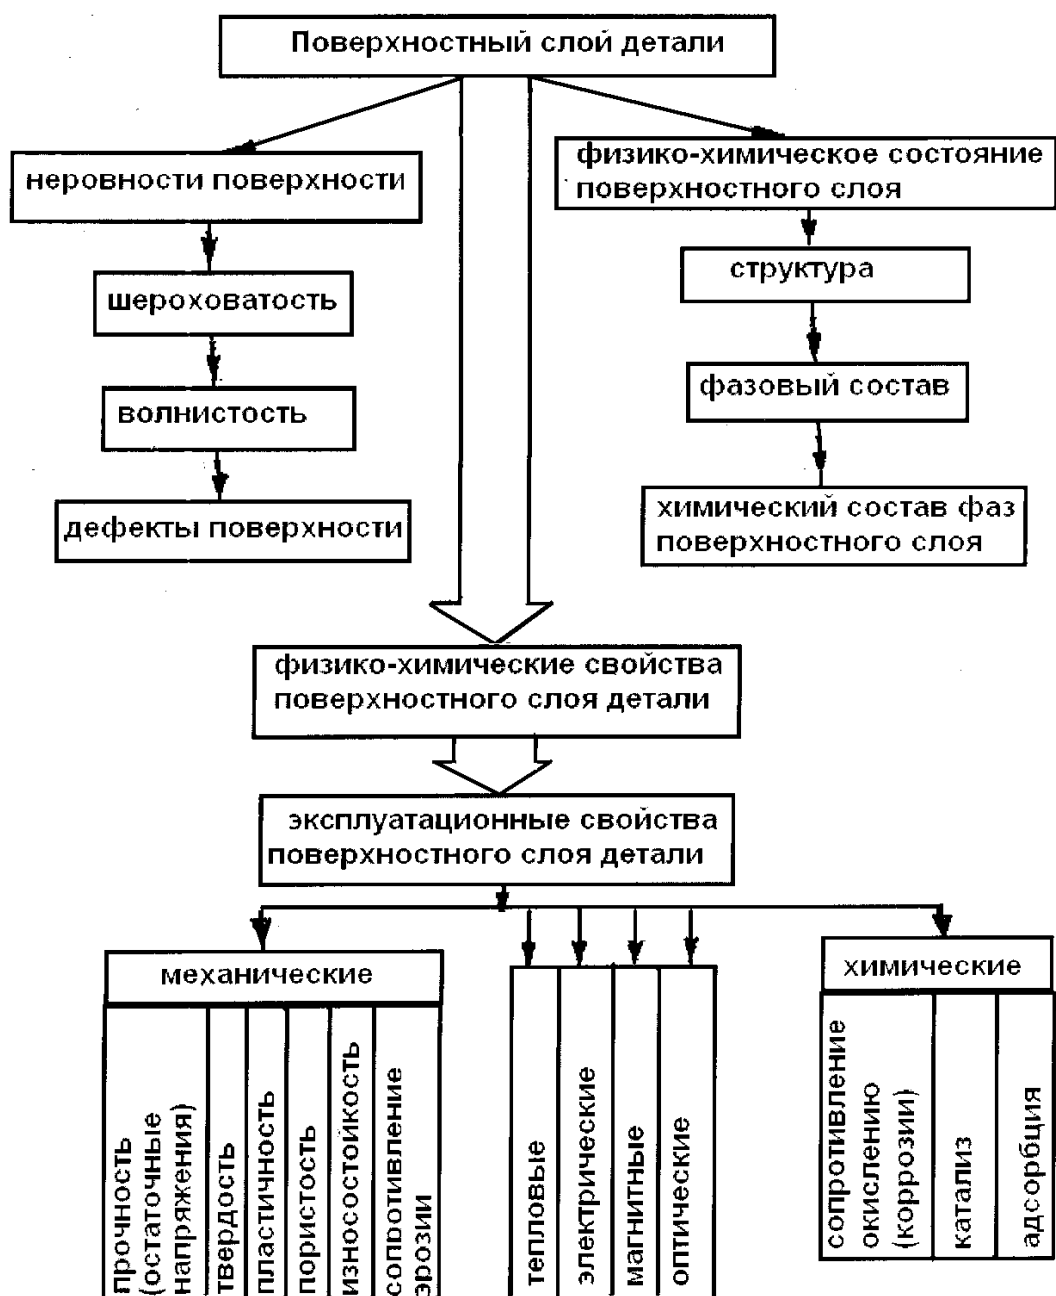 Поверхностный слой детали
неровности поверхности
физико-химическое состояние
поверхностного слоя
шероховатость
структура
волнистость
фазовый состав
дефекты поверхности
химический состав фаз
поверхностного слоя
физико-химические свойства
поверхностного слоя детали
эксплуатационные свойства
поверхностного слоя детали
механические
химические
прочность
(остаточные
напряжения)
твердость
пластичность
пористость
износостойкость
сопротивление
эрозии
тепловые
электрические
магнитные
оптические
сопротивление
окислению
(коррозии)
катализ
адсорбция